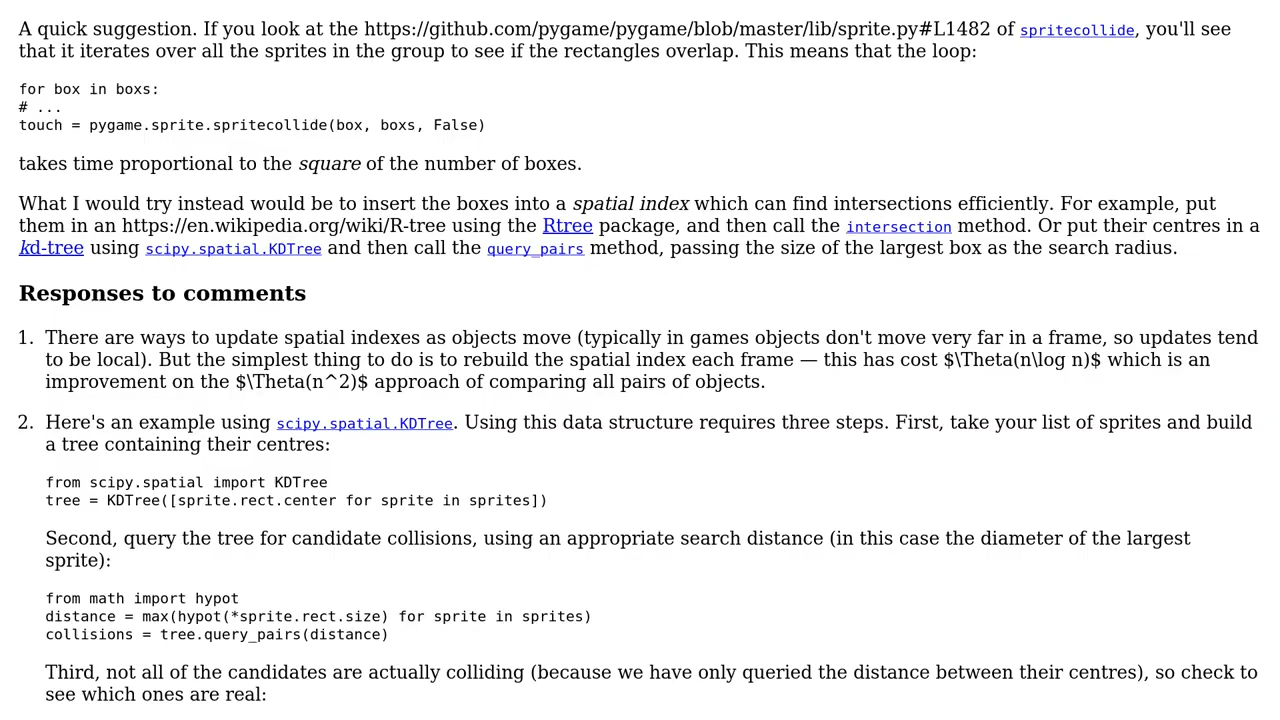 A quick suggestion. If you look at the https://github.com/pygame/pygame/blob/master/lib/sprite.py#L1482 of spritecollide, you'll see
that it iterates over all the sprites in the group to see if the rectangles overlap. This means that the loop:
for box in boxs:
# ...
touch = pygame.sprite.spritecollide(box, boxs, False)
takes time proportional to the square of the number of boxes.
What I would try instead would be to insert the boxes into a spatial index which can find intersections efficiently. For example, put
them in an https://en.wikipedia.org/wiki/R-tree using the Rtree package, and then call the intersection method. Or put their centres in a
kd-tree using scipy.spatial.KDTree and then call the query_pairs method, passing the size of the largest box as the search radius.
Responses to comments
1. There are ways to update spatial indexes as objects move (typically in games objects don't move very far in a frame, so updates tend
to be local). But the simplest thing to do is to rebuild the spatial index each frame — this has cost $\Theta(n\log n)$ which is an
improvement on the $\Theta(n^2)$ approach of comparing all pairs of objects.
2. Here's an example using scipy.spatial.KDTree. Using this data structure requires three steps. First, take your list of sprites and build
a tree containing their centres:
from scipy.spatial import KDTree
tree = KDTree([sprite.rect.center for sprite in sprites])
Second, query the tree for candidate collisions, using an appropriate search distance (in this case the diameter of the largest
sprite):
from math import hypot
distance = max(hypot(*sprite.rect.size) for sprite in sprites)
collisions = tree.query_pairs(distance)
Third, not all of the candidates are actually colliding (because we have only queried the distance between their centres), so check to
see which ones are real: